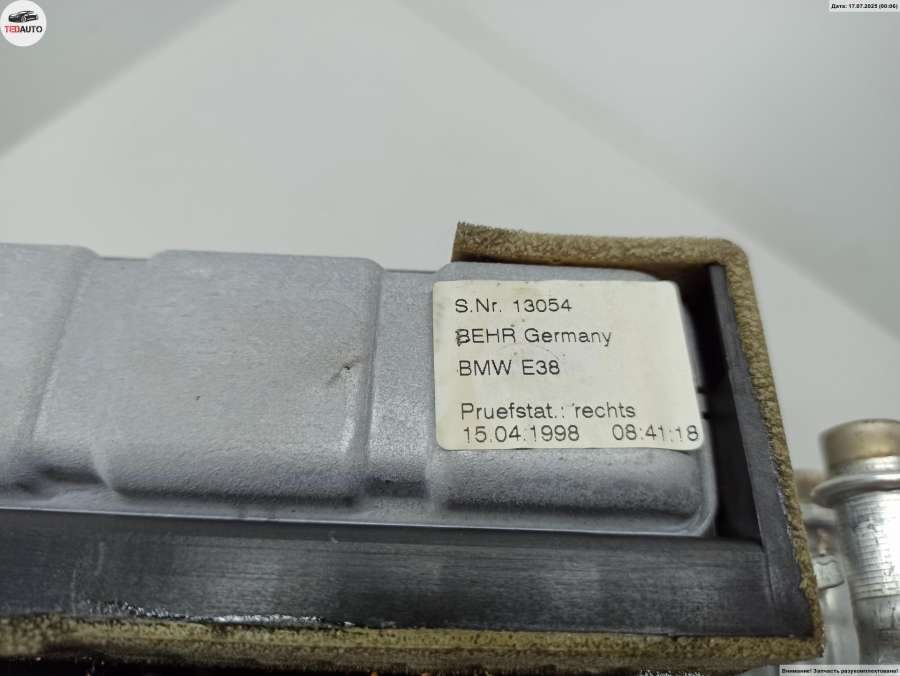 TEDAUTO
Дата: 17.07.2025 (00:06)
S.Nr. 13054
BEHR Germany
BMW E38
Pruefstat.: rechts
15.04.1998 08:41:18
Внимание! Запчасть разукомплектована!